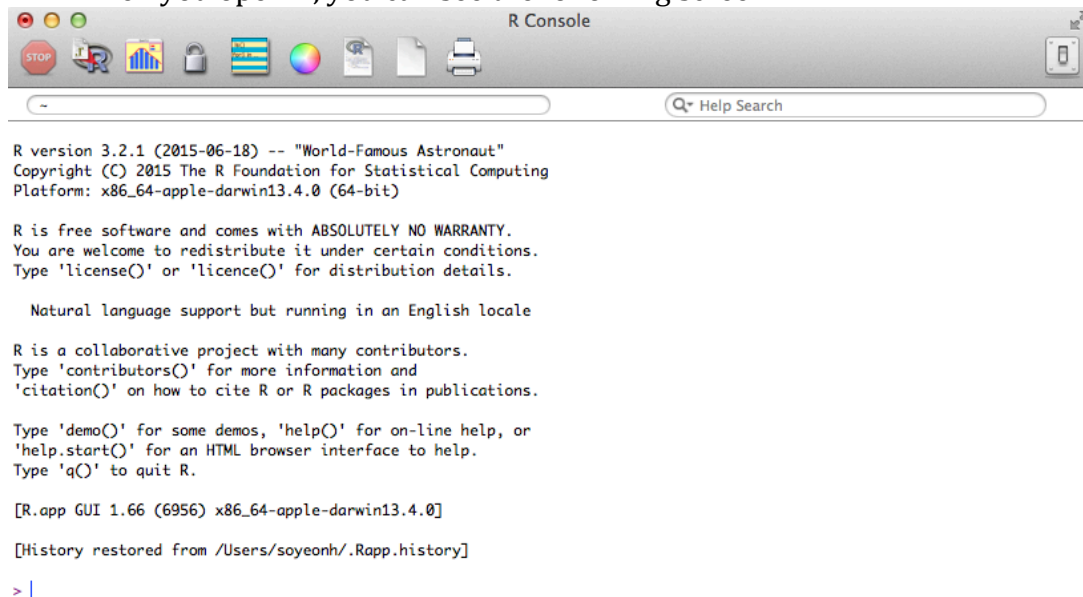 R Console
STOP
~
Help Search
R version 3.2.1 (2015-06-18) -- "World-Famous Astronaut"
Copyright (C) 2015 The R Foundation for Statistical Computing
Platform: x86_64-apple-darwin13.4.0 (64-bit)
R is free software and comes with ABSOLUTELY NO WARRANTY.
You are welcome to redistribute it under certain conditions.
Type 'license()' or 'licence()' for distribution details.
Natural language support but running in an English locale
R is a collaborative project with many contributors.
Type 'contributors()' for more information and
'citation()' on how to cite R or R packages in publications.
Type 'demo()' for some demos, 'help()' for on-line help, or
'help.start()' for an HTML browser interface to help.
Type 'q()' to quit R.
[R.app GUI 1.66 (6956) x86_64-apple-darwin13.4.0]
[History restored from /Users/soyeonh/.Rapp.history]
>